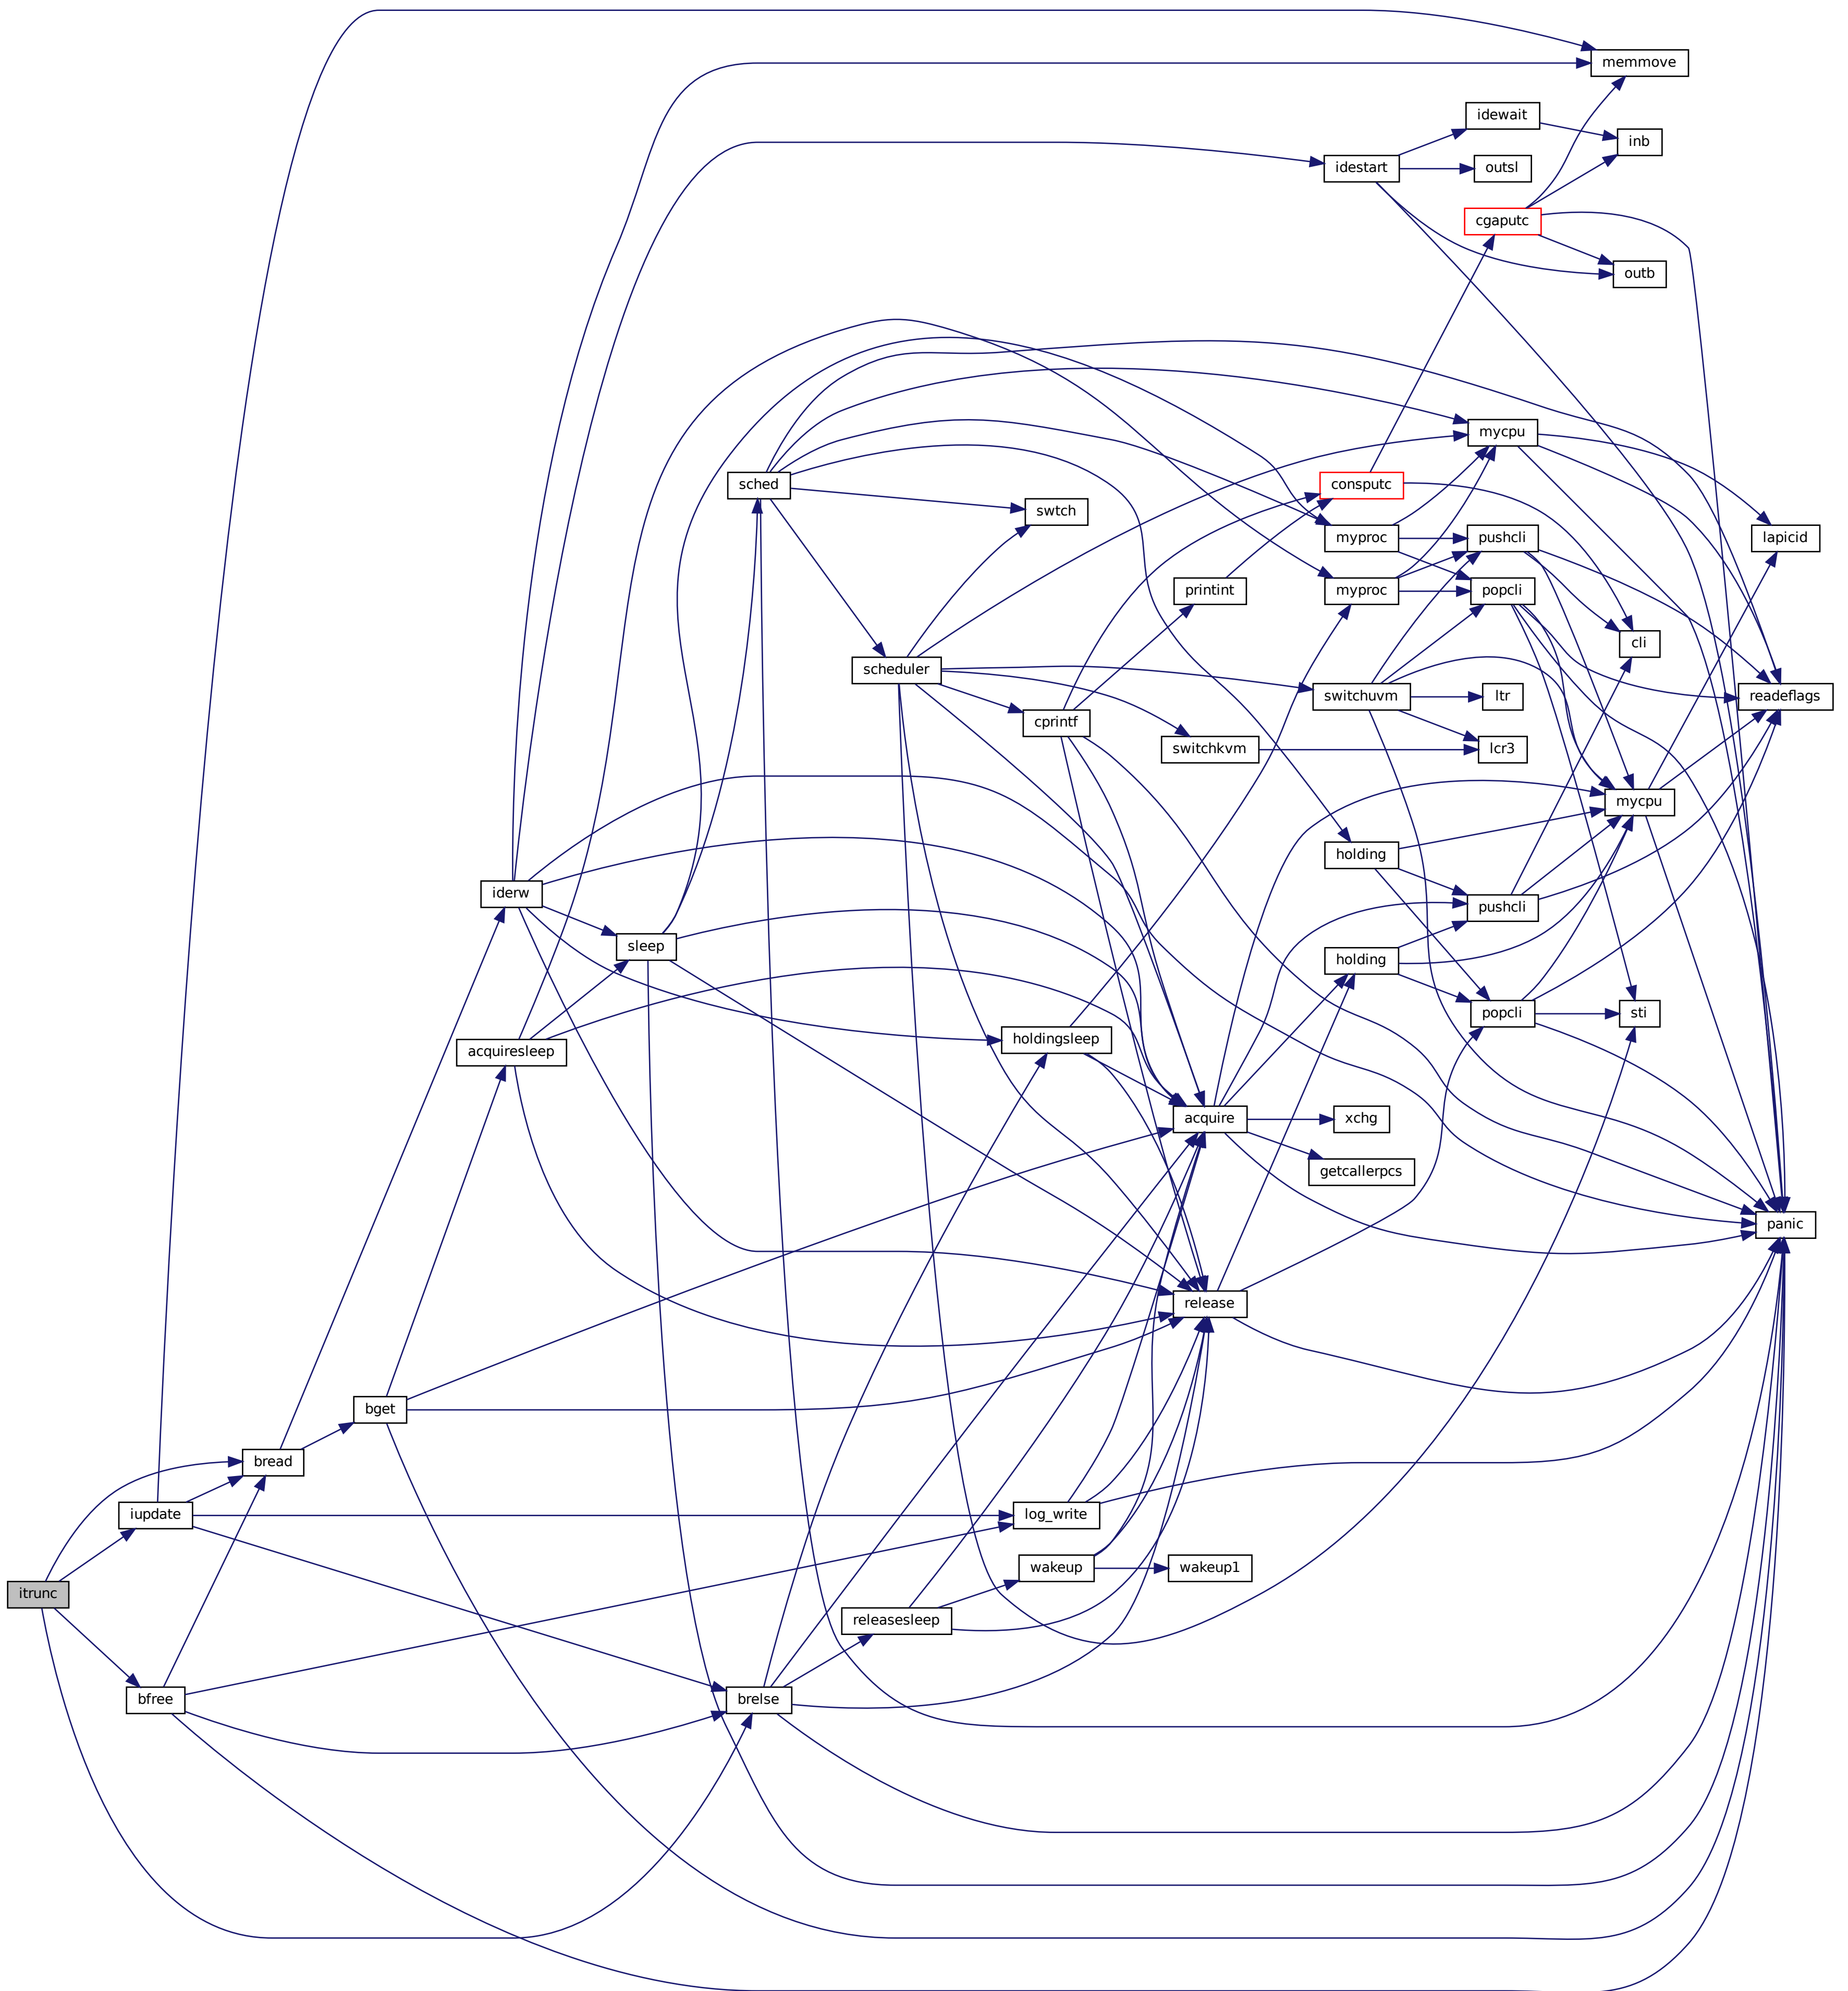 memmove
idewait
inb
idestart
outsl
cgaputc
outb
mycpu
sched
consputc
swtch
myproc
pushcli
lapicid
printint
myproc
popcli
cli
scheduler
switchuvm
ltr
readeflags
cprintf
switchkvm
lcr3
mycpu
holding
iderw
pushcli
sleep
holding
popcli
sti
holdingsleep
acquiresleep
acquire
xchg
getcallerpcs
panic
release
bget
bread
iupdate
log_write
wakeup
wakeup1
itrunc
releasesleep
bfree
brelse